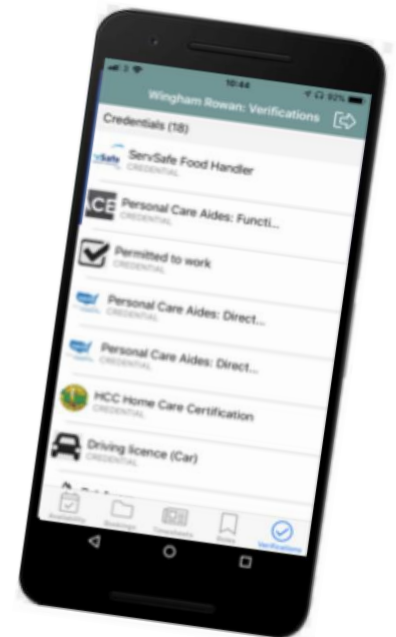 10:44
92%
Wingham Rowan: Verifications
Credentials (18)
ServSafe Food Handler
CREDENTIAL
ACE
Personal Care Aides: Functi...
CREDENTIAL
Permitted to work
CREDENTIAL
Personal Care Aides: Direct...
CREDENTIAL
Personal Care Aides: Direct...
CREDENTIAL
HCC Home Care Certification
CREDENTIAL
Driving licence (Car)
CREDENTIAL
Availability
Bookings
Timesheets
Rules
Verifications